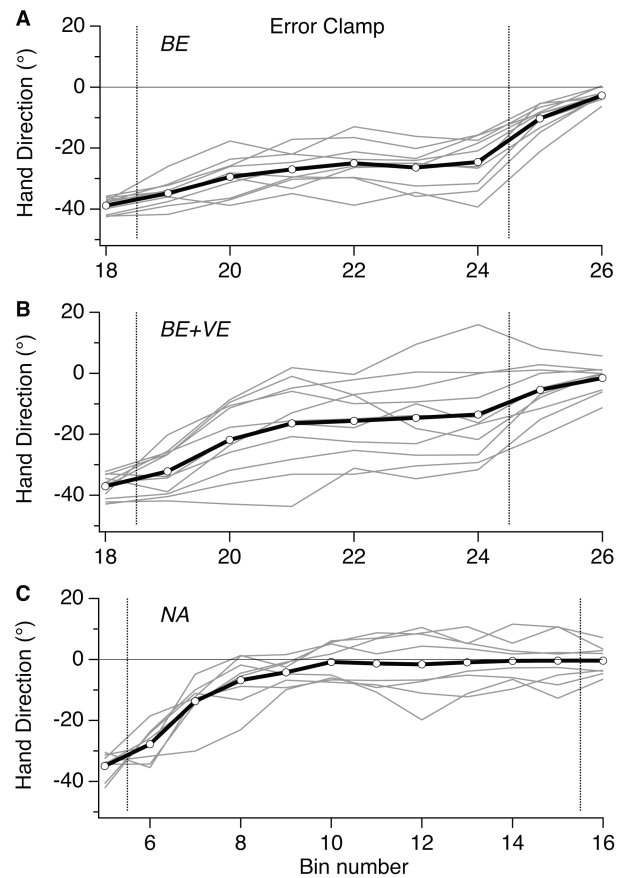 A
Error Clamp
BE
Hand Direction (°)
20
0
-20
-40
18 20 22 24 26
B
BE+VE
Hand Direction (°)
20
0
-20
-40
18 20 22 24 26
C
NA
Hand Direction (°)
20
0
-20
-40
6 8 10 12 14 16
Bin number